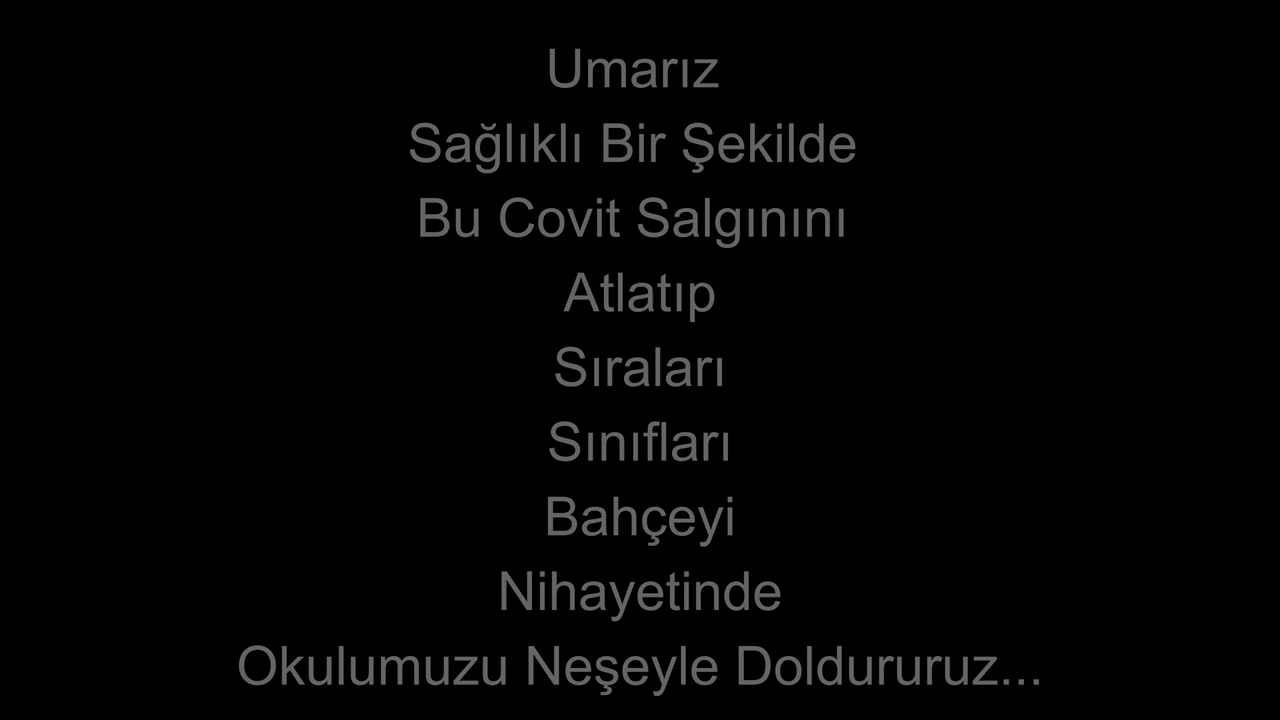 Umarız
Sağlıklı Bir Şekilde
Bu Covit Salgınını
Atlatıp
Sıraları
Sınıfları
Bahçeyi
Nihayetinde
Okulumuzu Neşeyle Doldururuz...